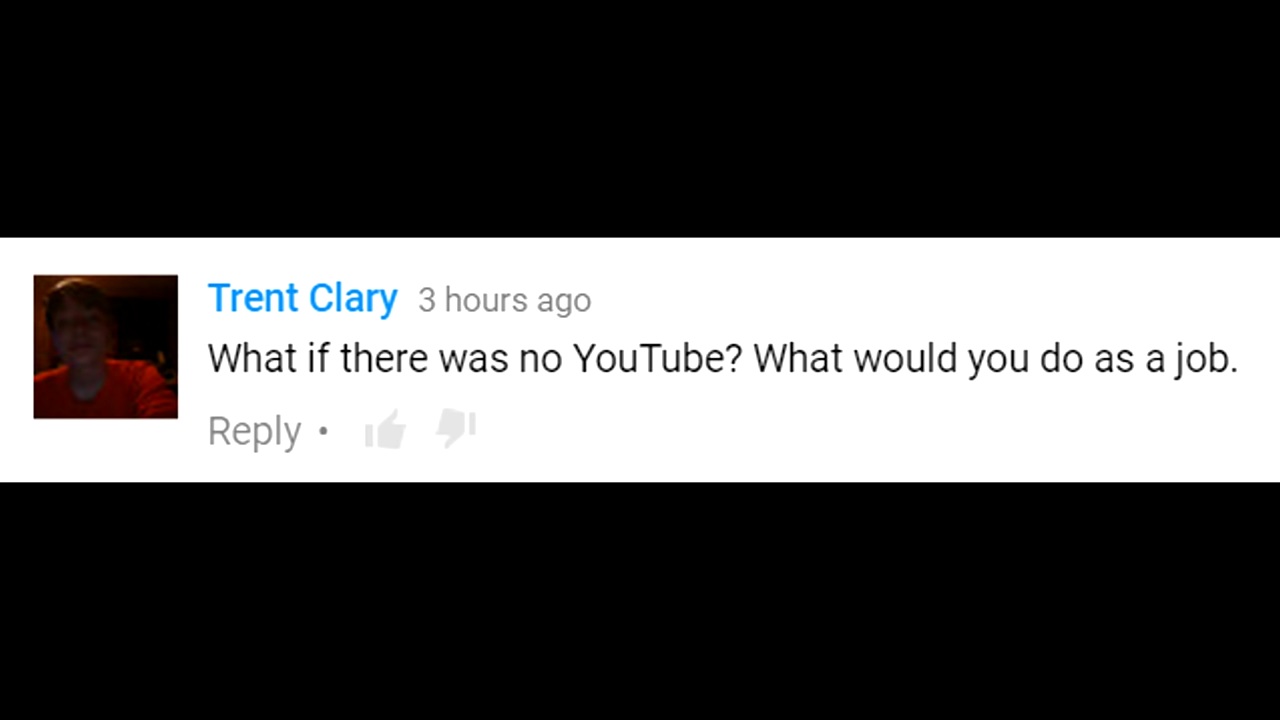 Trent Clary 3 hours ago
What if there was no YouTube? What would you do as a job.
Reply •